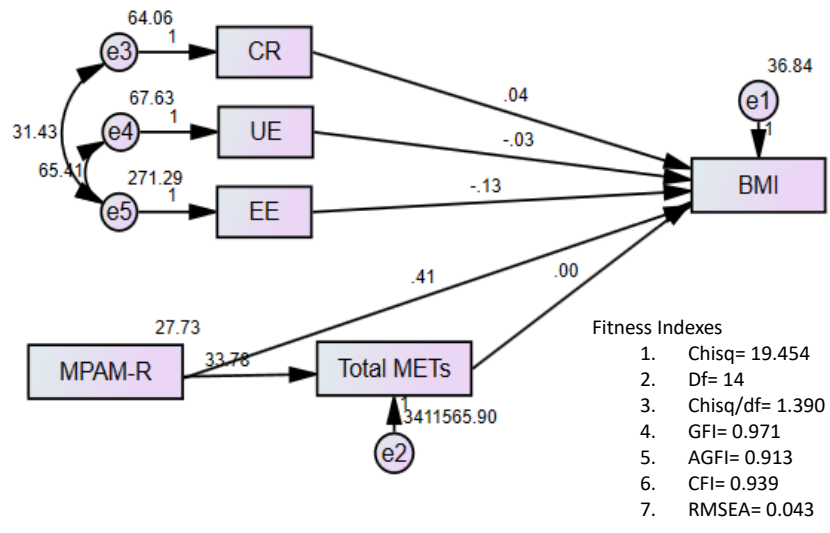 64.06
1
e3
CR
67.63
1
e4
UE
31.43
65.41
271.29
1
e5
EE
.04
-.03
-.13
36.84
e1
1
BMI
.41
.00
27.73
MPAM-R
33.78
Total METs
1
3411565.90
e2
Fitness Indexes
1. Chisq= 19.454
2. Df= 14
3. Chisq/df= 1.390
4. GFI= 0.971
5. AGFI= 0.913
6. CFI= 0.939
7. RMSEA= 0.043